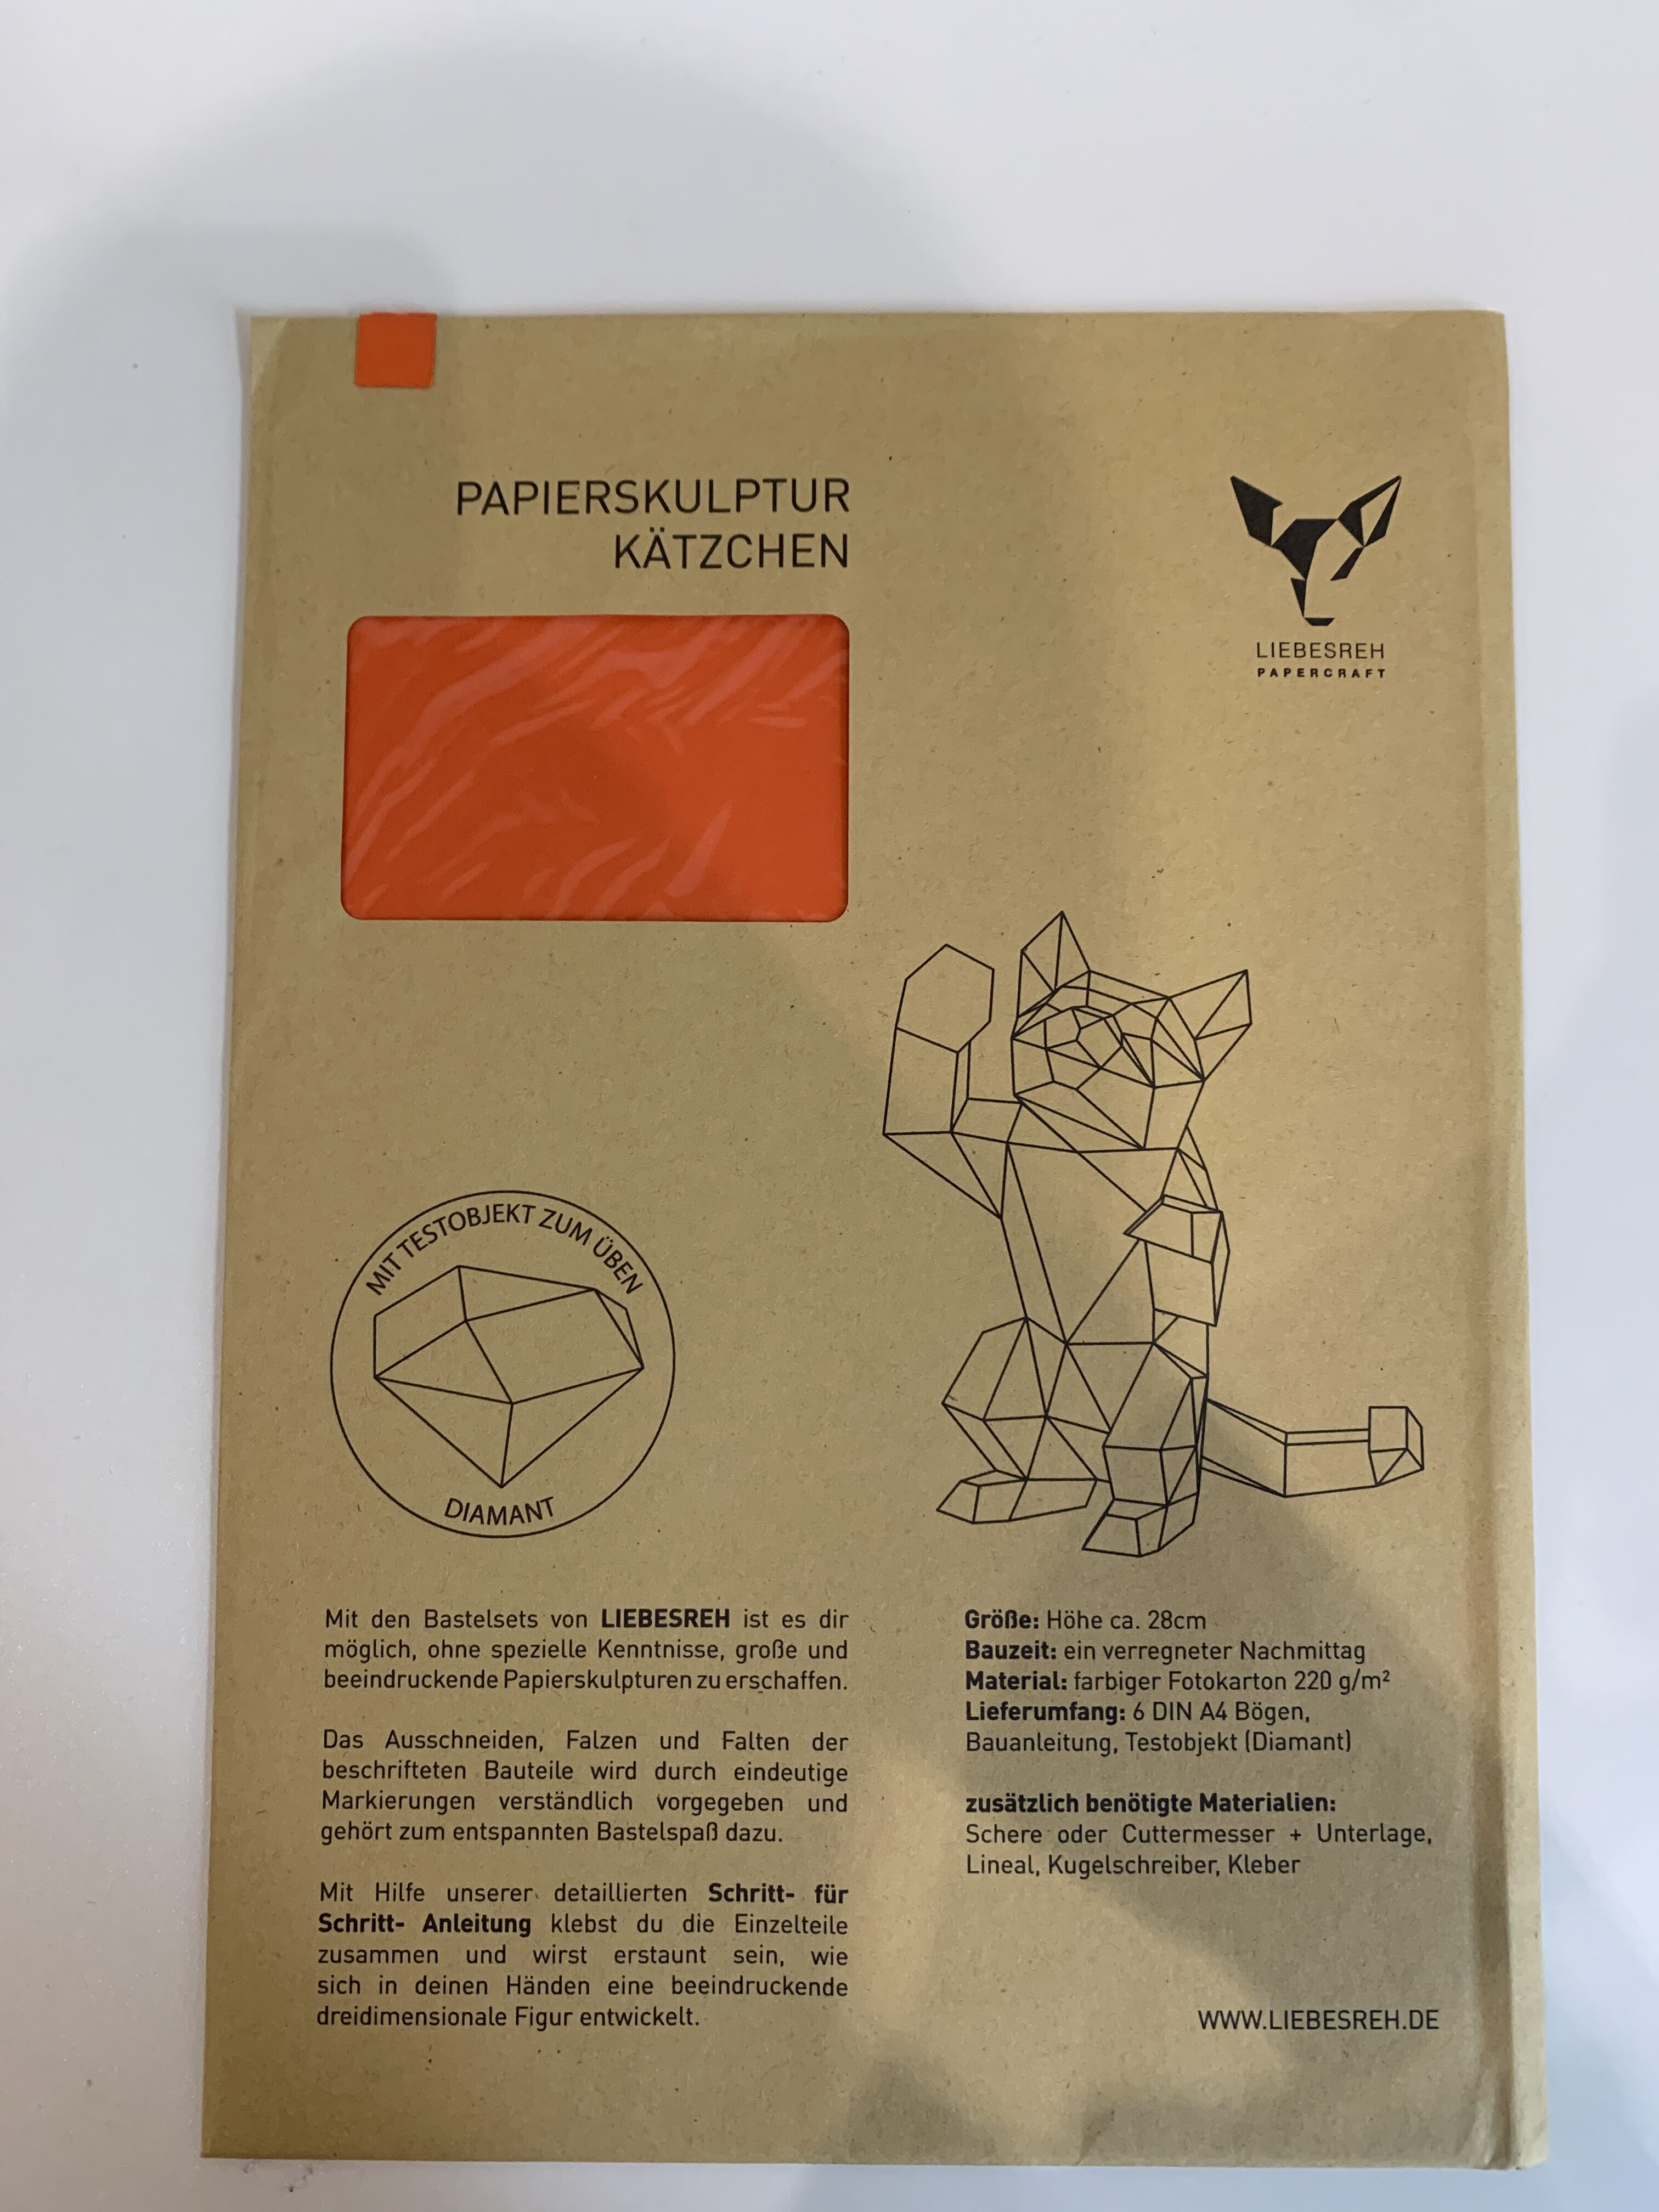 PAPIERSKULPTUR
KÄTZCHEN
LIEBESREH
PAPERCRAFT
MIT TESTOBJEKT ZUM ÜBEN
DIAMANT
Mit den Bastelsets von LIEBESREH ist es dir
möglich, ohne spezielle Kenntnisse, große und
beeindruckende Papierskulpturen zu erschaffen.
Das Ausschneiden, Falzen und Falten der
beschrifteten Bauteile wird durch eindeutige
Markierungen verständlich vorgegeben und
gehört zum entspannten Bastelspaß dazu.
Mit Hilfe unserer detaillierten Schritt- für
Schritt- Anleitung klebst du die Einzelteile
zusammen und wirst erstaunt sein, wie
sich in deinen Händen eine beeindruckende
dreidimensionale Figur entwickelt.
Größe: Höhe ca. 28cm
Bauzeit: ein verregneter Nachmittag
Material: farbiger Fotokarton 220 g/m²
Lieferumfang: 6 DIN A4 Bögen,
Bauanleitung, Testobjekt (Diamant)
zusätzlich benötigte Materialien:
Schere oder Cuttermesser + Unterlage,
Lineal, Kugelschreiber, Kleber
WWW.LIEBESREH.DE